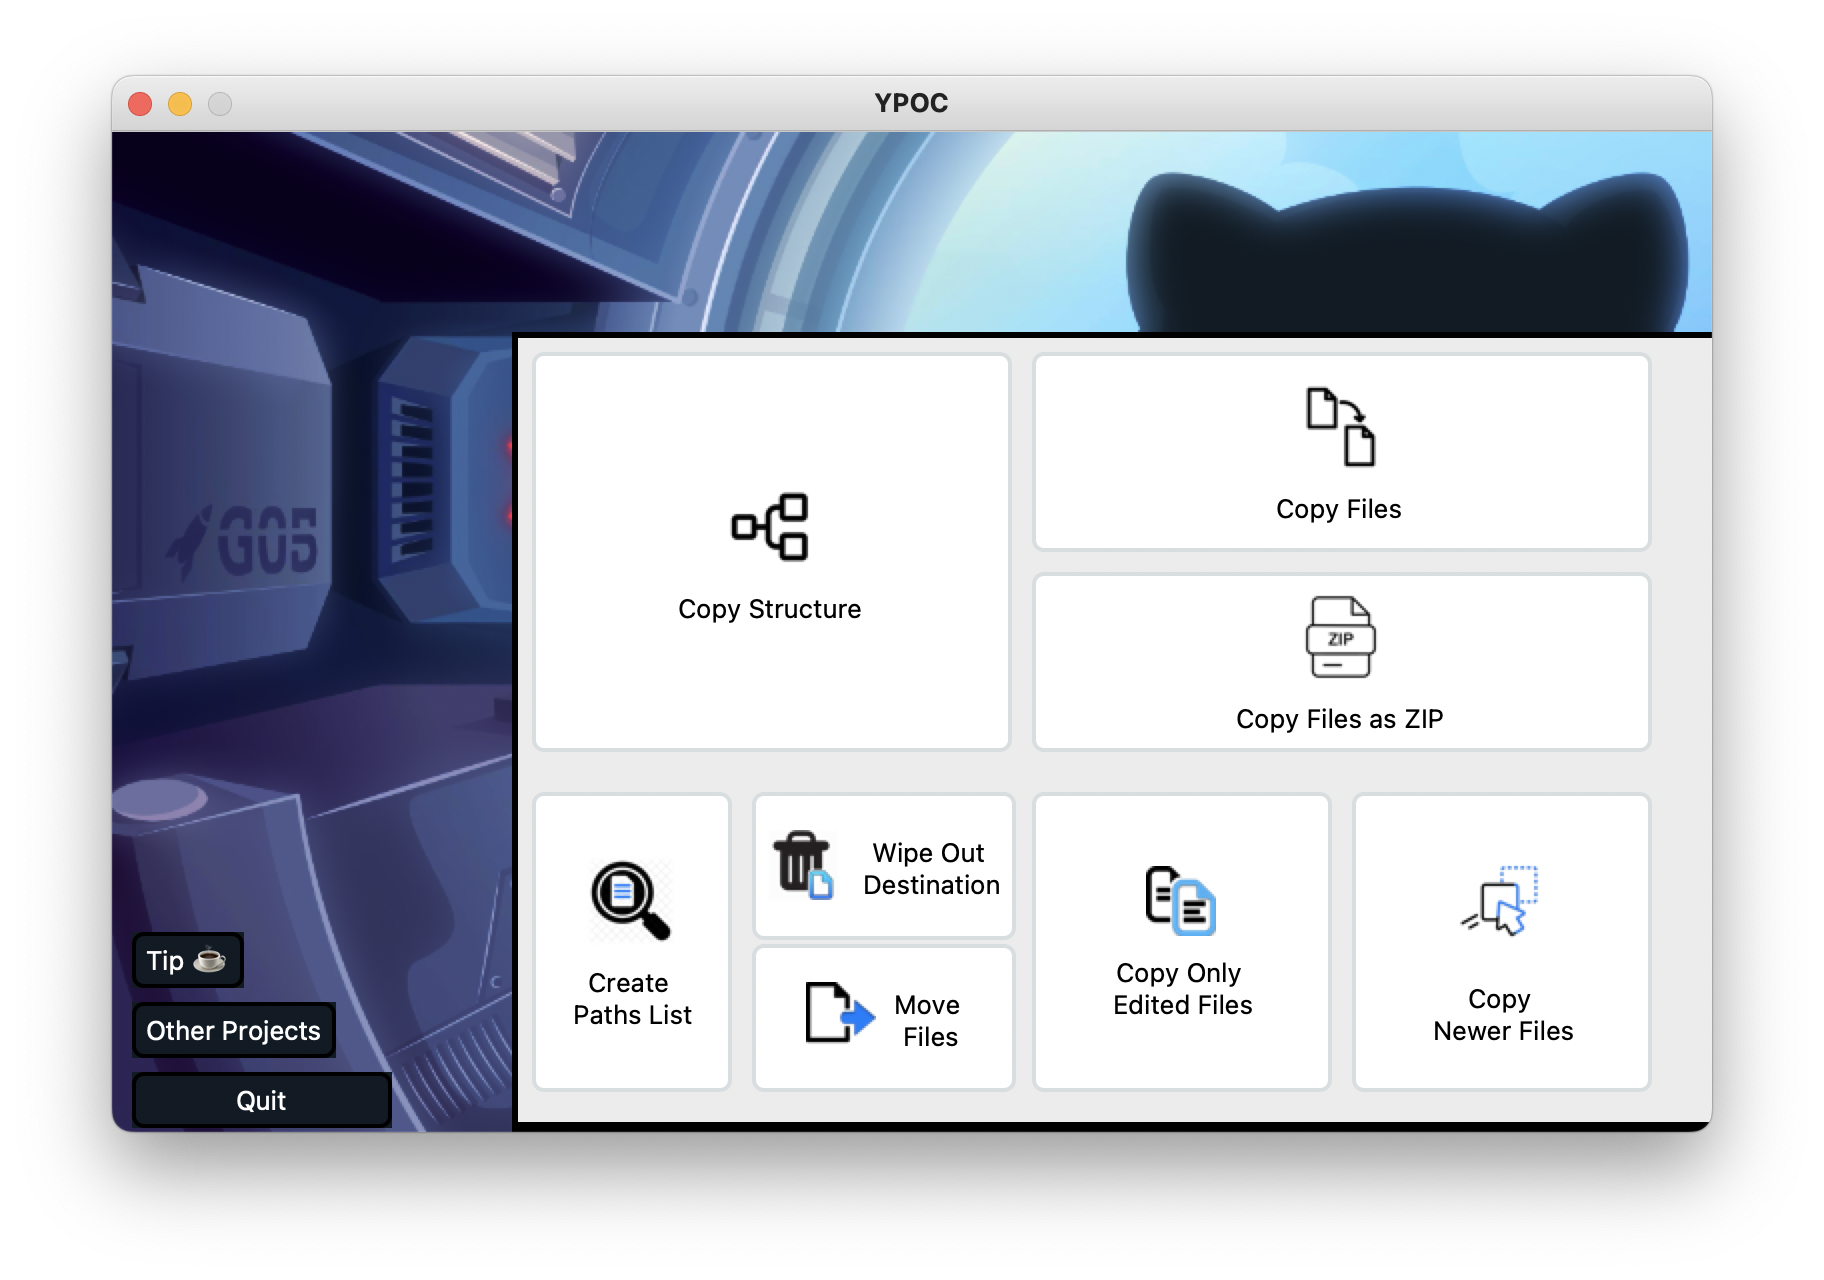 YPOC
G05
Copy Structure
Copy Files
ZIP
Copy Files as ZIP
Create
Paths List
Wipe Out
Destination
Move
Files
Copy Only
Edited Files
Copy
Newer Files
Tip ☕
Other Projects
Quit
C